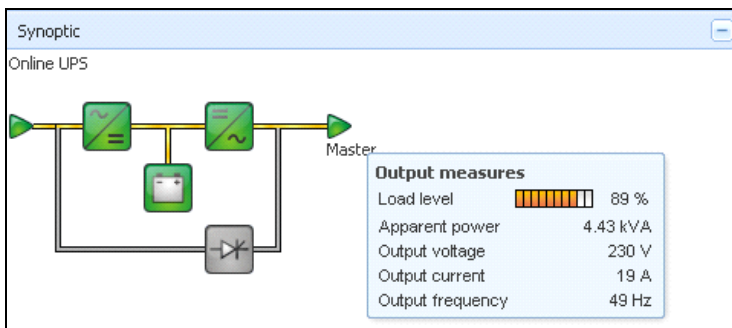 Synoptic
Online UPS
Master
Output measures
Load level 89 %
Apparent power 4.43 kVA
Output voltage 230 V
Output current 19 A
Output frequency 49 Hz